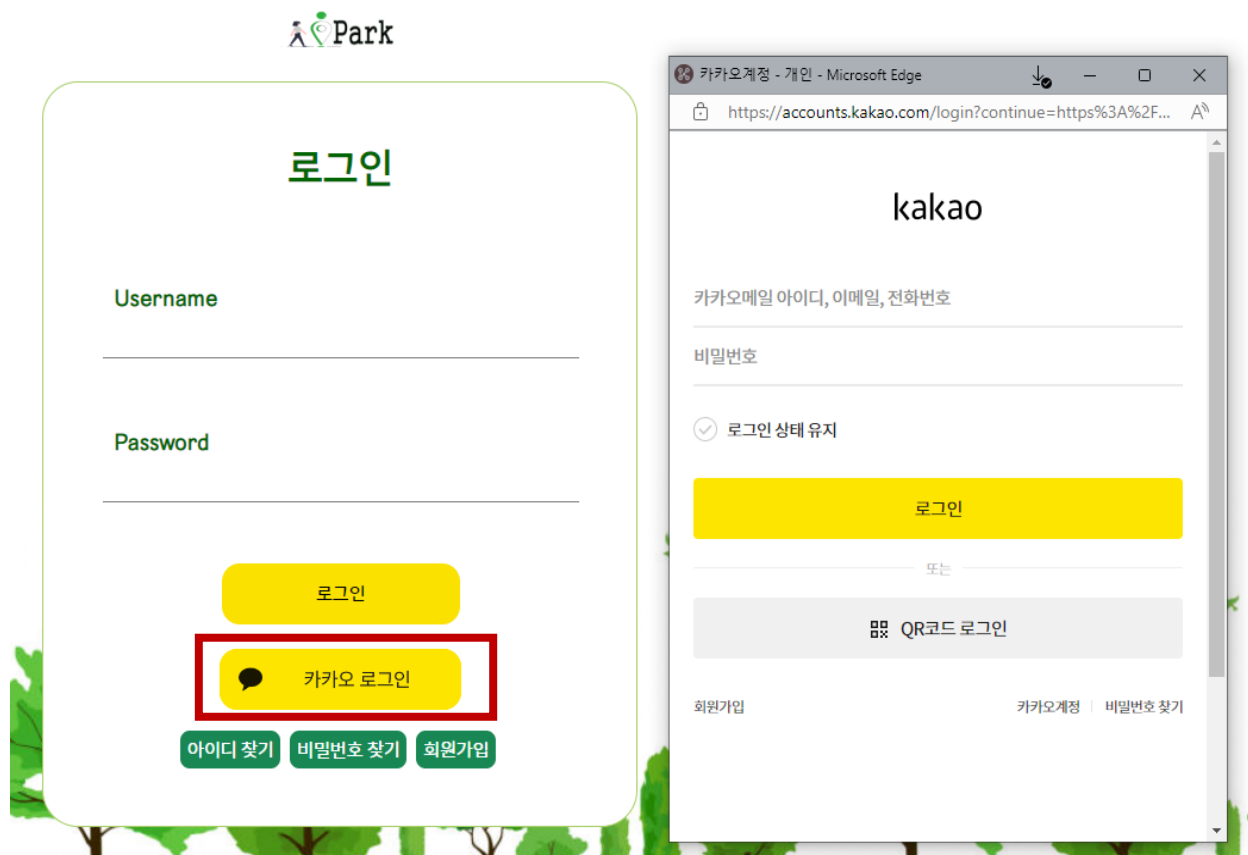 Park
로그인
Username
Password
로그인
카카오 로그인
아이디 찾기 비밀번호 찾기 회원가입
카카오계정 - 개인 - Microsoft Edge
https://accounts.kakao.com/login?continue=https%3A%2F...
kakao
카카오메일 아이디, 이메일, 전화번호
비밀번호
로그인 상태 유지
로그인
또는
QR코드 로그인
회원가입 카카오계정 | 비밀번호 찾기